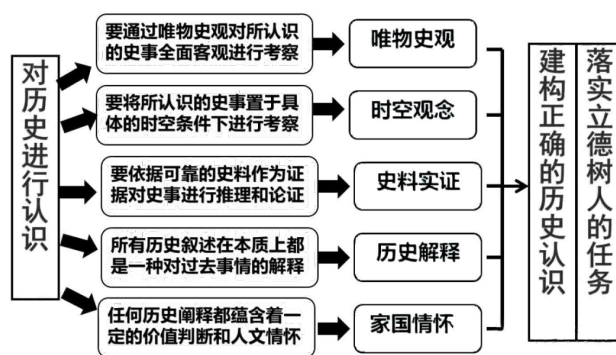 对历史进行认识
要通过唯物史观对所认识
的史事全面客观进行考察
唯物史观
要将所认识的史事置于具
体的时空条件下进行考察
时空观念
要依据可靠的史料作为证
据对史事进行推理和论证
史料实证
所有历史叙述在本质上都
是一种对过去事情的解释
历史解释
任何历史阐释都蕴含着一
定的价值判断和人文情怀
家国情怀
建构正确的历史认识
落实立德树人的任务